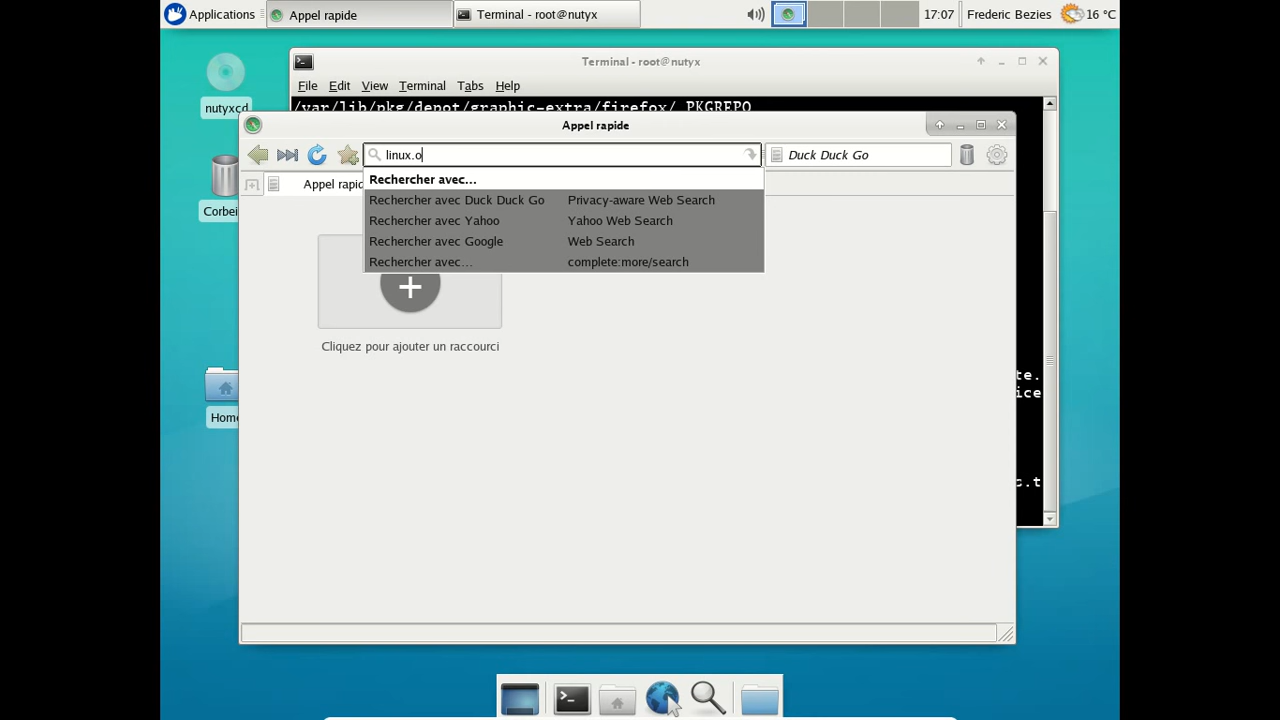 Applications
Appel rapide
Terminal - root@nutyx
17:07
Frederic Bezies
16 °C
nutyxcd
Terminal - root@nutyx
File Edit View Terminal Tabs Help
/var/lib/pkg/depot/graphic-extra/firefox/ PKGREPO
Appel rapide
linux.o
Duck Duck Go
Appel rapid
Rechercher avec...
Rechercher avec Duck Duck Go Privacy-aware Web Search
Rechercher avec Yahoo Yahoo Web Search
Rechercher avec Google Web Search
Rechercher avec... complete:more/search
Corbei
Cliquez pour ajouter un raccourci
te.
ice
Home
c.t